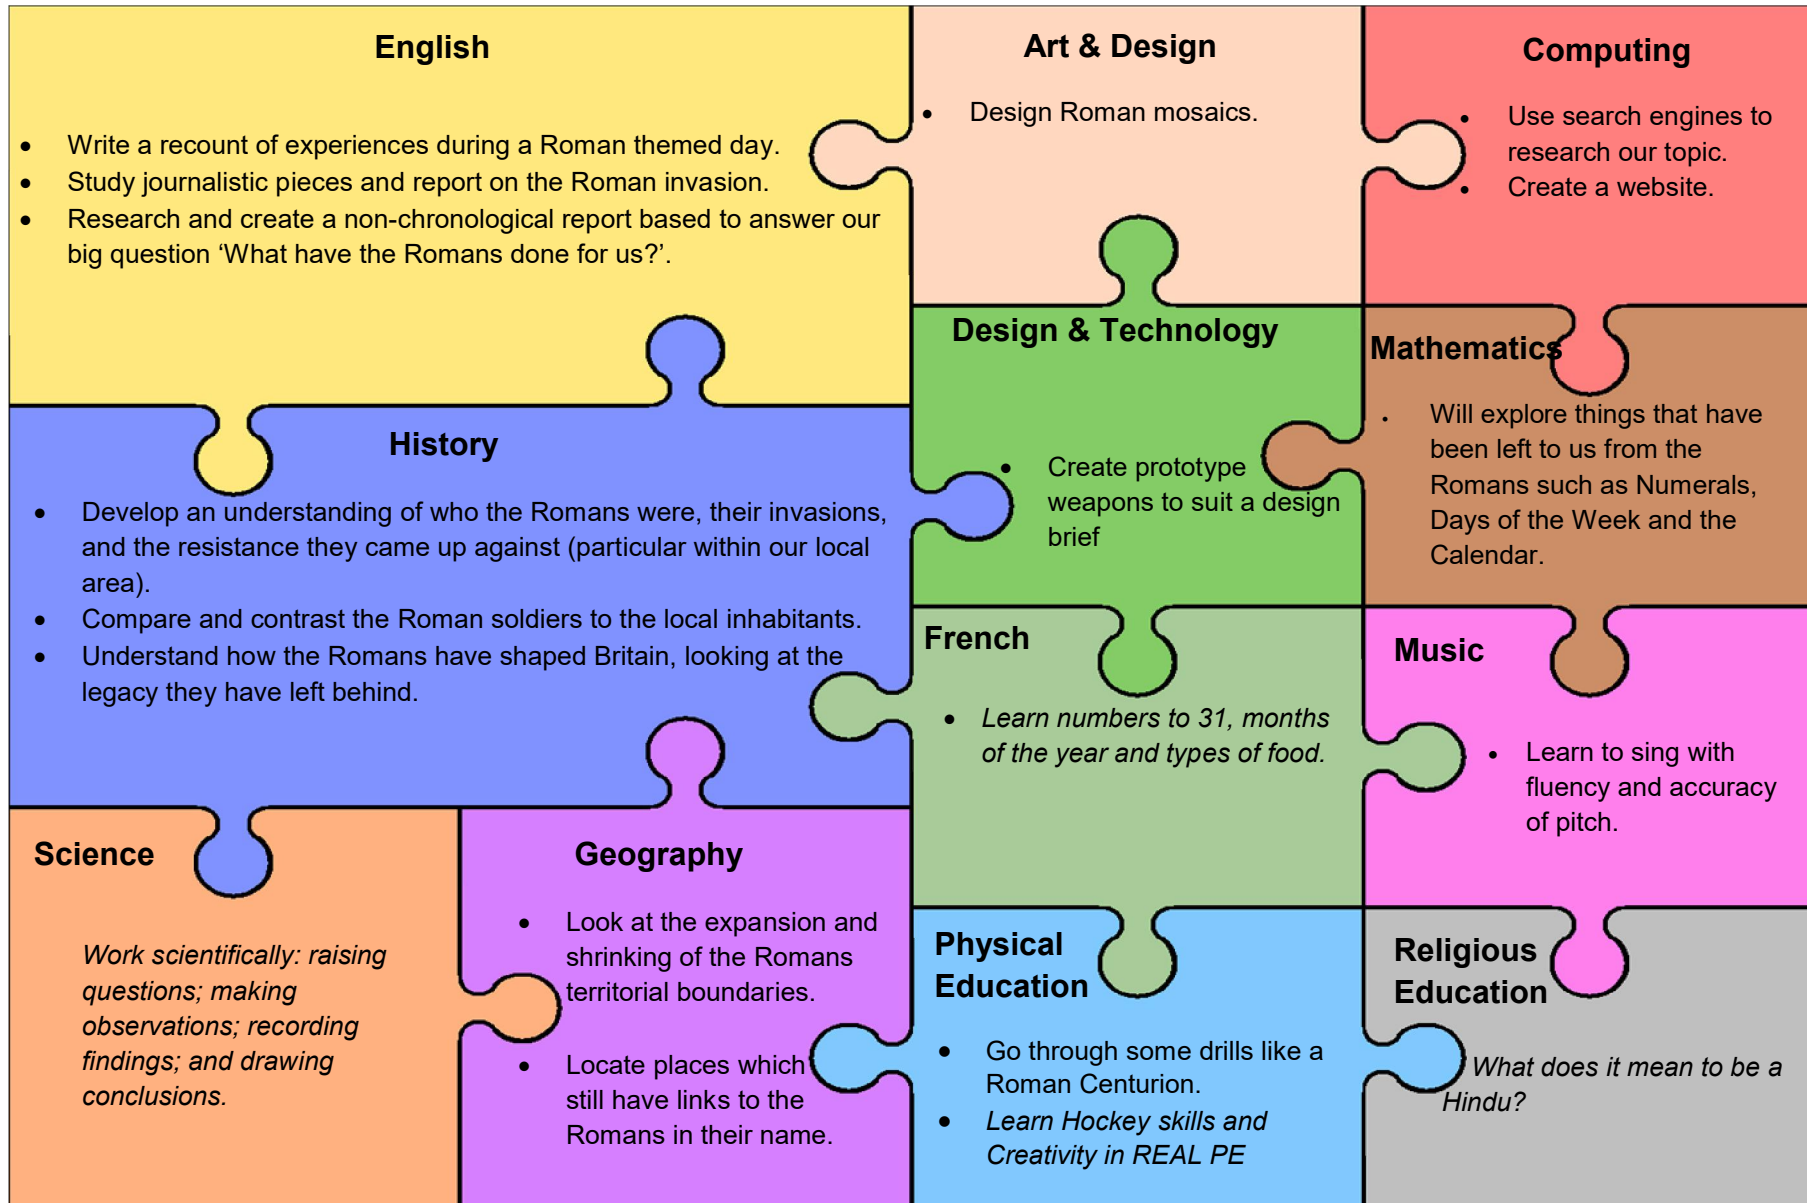 English
• Write a recount of experiences during a Roman themed day.
• Study journalistic pieces and report on the Roman invasion.
• Research and create a non-chronological report based to answer our
big question ‘What have the Romans done for us?’.
Art & Design
• Design Roman mosaics.
Computing
• Use search engines to
research our topic.
• Create a website.
History
• Develop an understanding of who the Romans were, their invasions,
and the resistance they came up against (particular within our local
area).
• Compare and contrast the Roman soldiers to the local inhabitants.
• Understand how the Romans have shaped Britain, looking at the
legacy they have left behind.
Design & Technology
• Create prototype
weapons to suit a design
brief
Mathematics
• Will explore things that have
been left to us from the
Romans such as Numerals,
Days of the Week and the
Calendar.
French
• Learn numbers to 31, months
of the year and types of food.
Music
• Learn to sing with
fluency and accuracy
of pitch.
Science
Work scientifically: raising
questions; making
observations; recording
findings; and drawing
conclusions.
Geography
• Look at the expansion and
shrinking of the Romans
territorial boundaries.
• Locate places which
still have links to the
Romans in their name.
Physical
Education
• Go through some drills like a
Roman Centurion.
• Learn Hockey skills and
Creativity in REAL PE
Religious
Education
What does it mean to be a
Hindu?